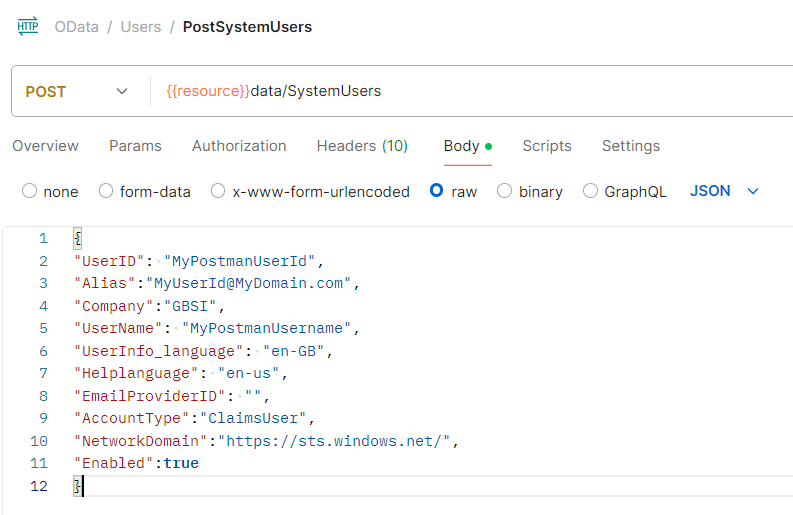 HTTP OData / Users / PostSystemUsers
POST {{resource}}data/SystemUsers
Overview Params Authorization Headers (10) Body Scripts Settings
none form-data x-www-form-urlencoded raw binary GraphQL JSON
1 {
2 "UserID": "MyPostmanUserId",
3 "Alias":"MyUserId@MyDomain.com",
4 "Company":"GBSI",
5 "UserName": "MyPostmanUsername",
6 "UserInfo_language": "en-GB",
7 "Helplanguage": "en-us",
8 "EmailProviderID": "",
9 "AccountType":"ClaimsUser",
10 "NetworkDomain":"https://sts.windows.net/",
11 "Enabled":true
12 }